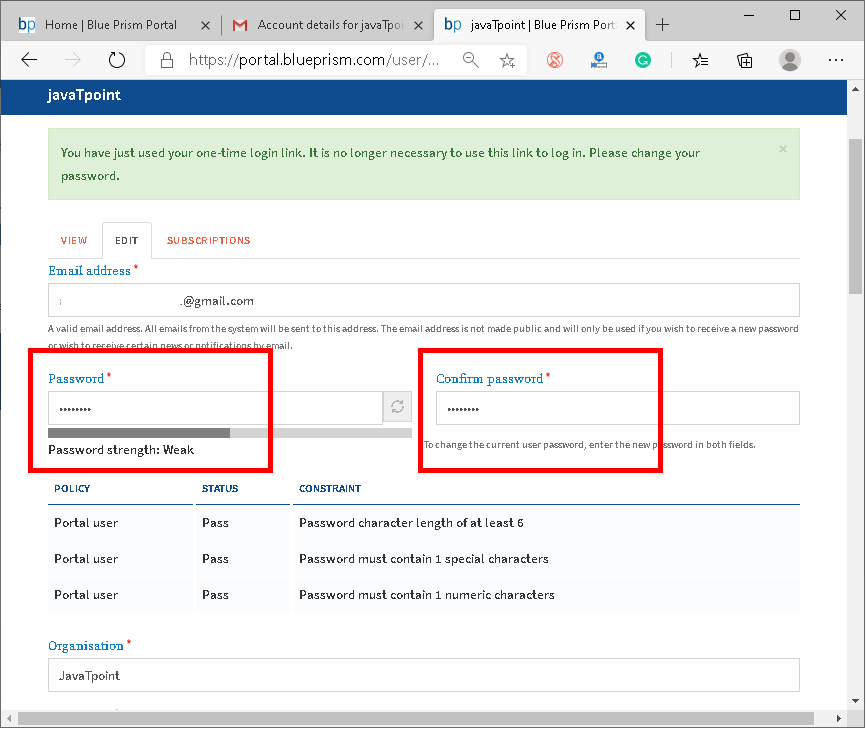 Home | Blue Prism Portal
Account details for javaTpoi
javaTpoint | Blue Prism Port
https://portal.blueprism.com/user/...
javaTpoint
You have just used your one-time login link. It is no longer necessary to use this link to log in. Please change your
password.
VIEW EDIT SUBSCRIPTIONS
Email address *
.@gmail.com
A valid email address. All emails from the system will be sent to this address. The email address is not made public and will only be used if you wish to receive a new password
or wish to receive certain news or notifications by email.
Password *
••••••••
Password strength: Weak
Confirm password *
••••••••
To change the current user password, enter the new password in both fields.
POLICY STATUS CONSTRAINT
Portal user Pass Password character length of at least 6
Portal user Pass Password must contain 1 special characters
Portal user Pass Password must contain 1 numeric characters
Organisation *
JavaTpoint